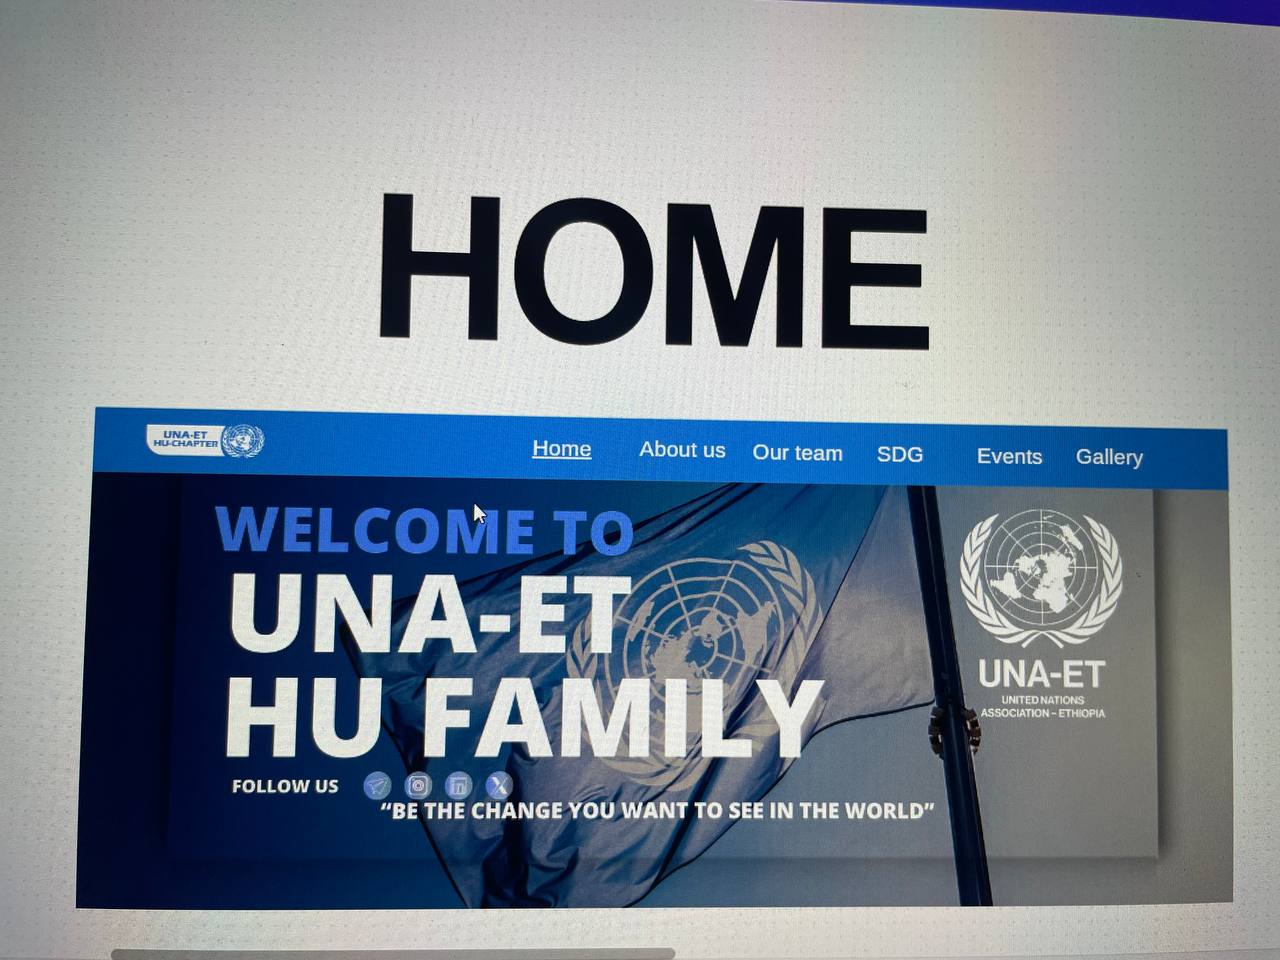 HOME
UNA-ET
HU-CHAPTER
Home About us Our team SDG Events Gallery
WELCOME TO
UNA-ET
HU FAMILY
FOLLOW US
“BE THE CHANGE YOU WANT TO SEE IN THE WORLD”
UNA-ET
UNITED NATIONS
ASSOCIATION – ETHIOPIA